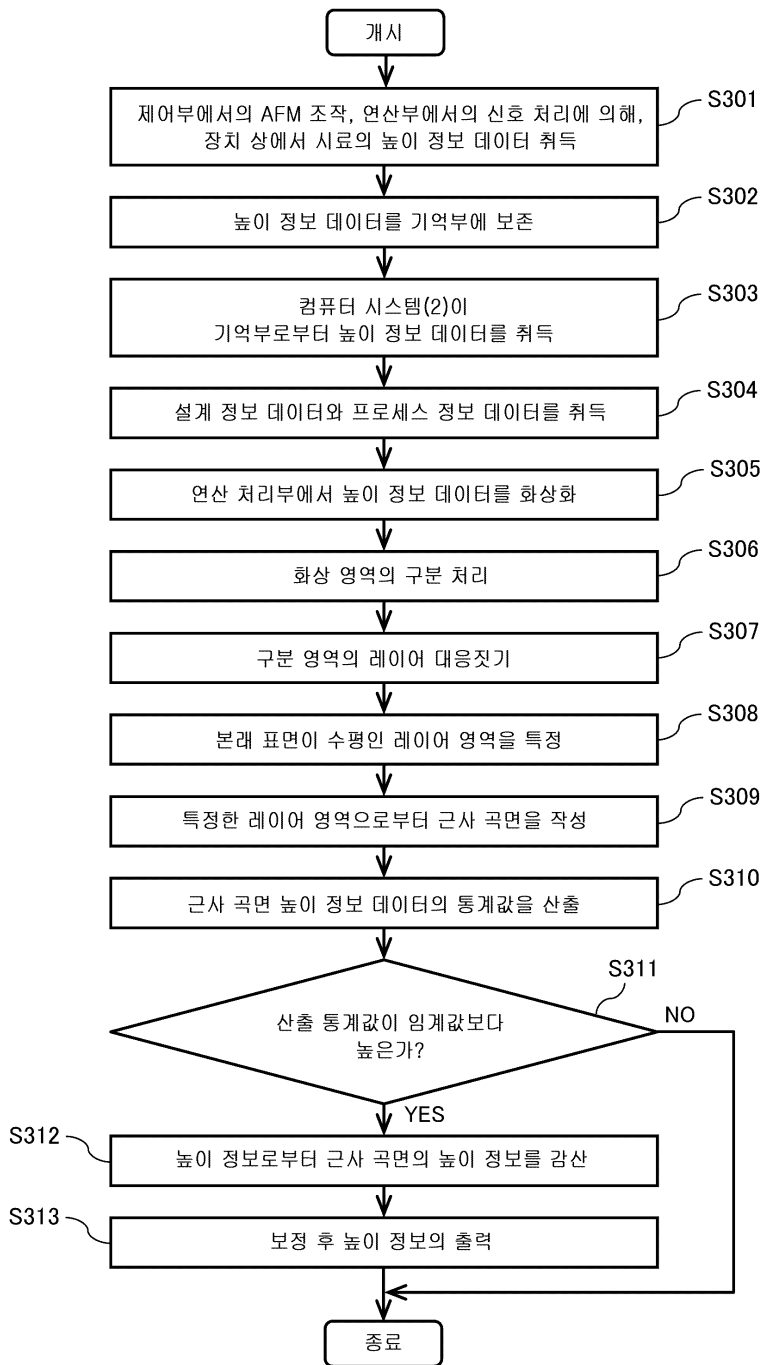 개시
S301
제어부에서의 AFM 조작, 연산부에서의 신호 처리에 의해,
장치 상에서 시료의 높이 정보 데이터 취득
S302
높이 정보 데이터를 기억부에 보존
S303
컴퓨터 시스템(2)이
기억부로부터 높이 정보 데이터를 취득
S304
설계 정보 데이터와 프로세스 정보 데이터를 취득
S305
연산 처리부에서 높이 정보 데이터를 화상화
S306
화상 영역의 구분 처리
S307
구분 영역의 레이어 대응짓기
S308
본래 표면이 수평인 레이어 영역을 특정
S309
특정한 레이어 영역으로부터 근사 곡면을 작성
S310
근사 곡면 높이 정보 데이터의 통계값을 산출
S311
산출 통계값이 임계값보다
높은가?
NO
YES
S312
높이 정보로부터 근사 곡면의 높이 정보를 감산
S313
보정 후 높이 정보의 출력
종료